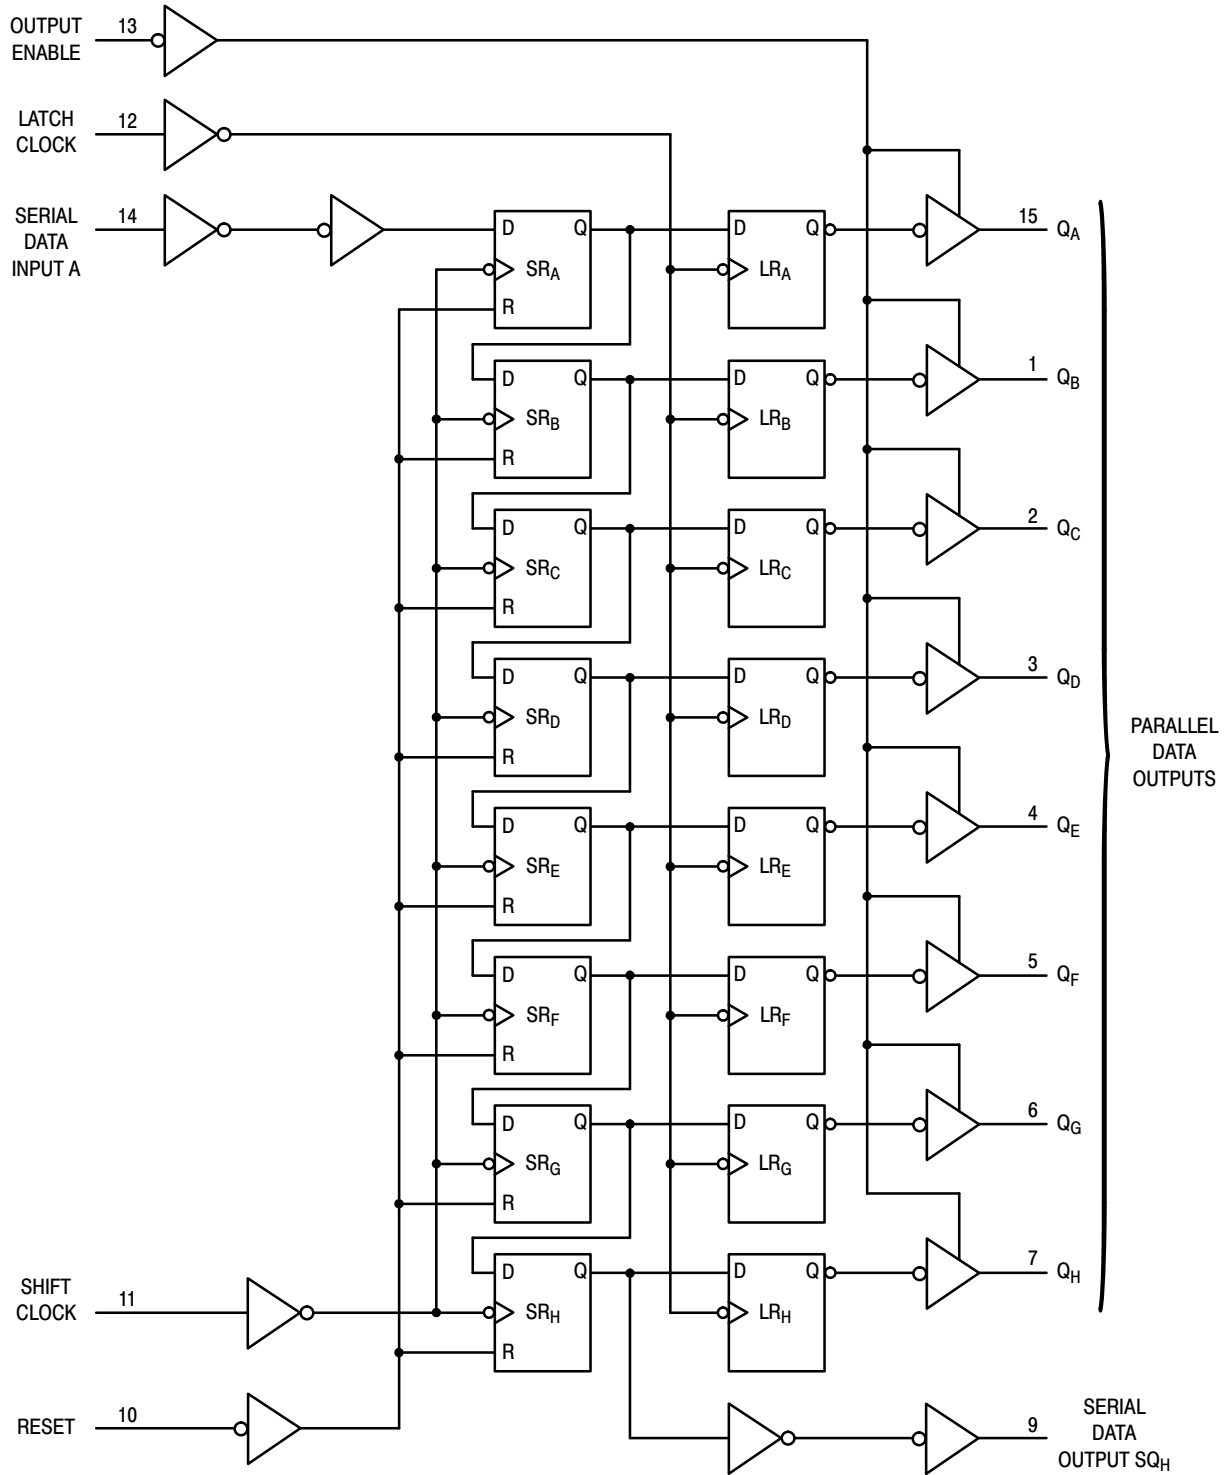 OUTPUT
ENABLE
13
LATCH
CLOCK
12
SERIAL
DATA
INPUT A
14
D Q
SRA
R
D Q
LRA
15
QA
D Q
SRB
R
D Q
LRB
1
QB
D Q
SRC
R
D Q
LRC
2
QC
D Q
SRD
R
D Q
LRD
3
QD
PARALLEL
DATA
OUTPUTS
D Q
SRE
R
D Q
LRE
4
QE
D Q
SRF
R
D Q
LRF
5
QF
D Q
SRG
R
D Q
LRG
6
QG
SHIFT
CLOCK
11
D Q
SRH
R
D Q
LRH
7
QH
RESET
10
9
SERIAL
DATA
OUTPUT SQH